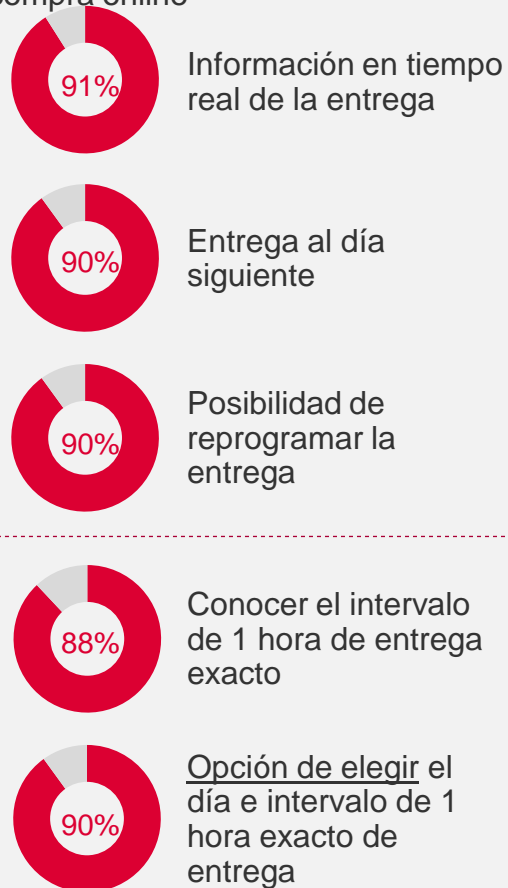 compra online
91%
Información en tiempo
real de la entrega
90%
Entrega al día
siguiente
90%
Posibilidad de
reprogramar la
entrega
88%
Conocer el intervalo
de 1 hora de entrega
exacto
90%
Opción de elegir el
día e intervalo de 1
hora exacto de
entrega